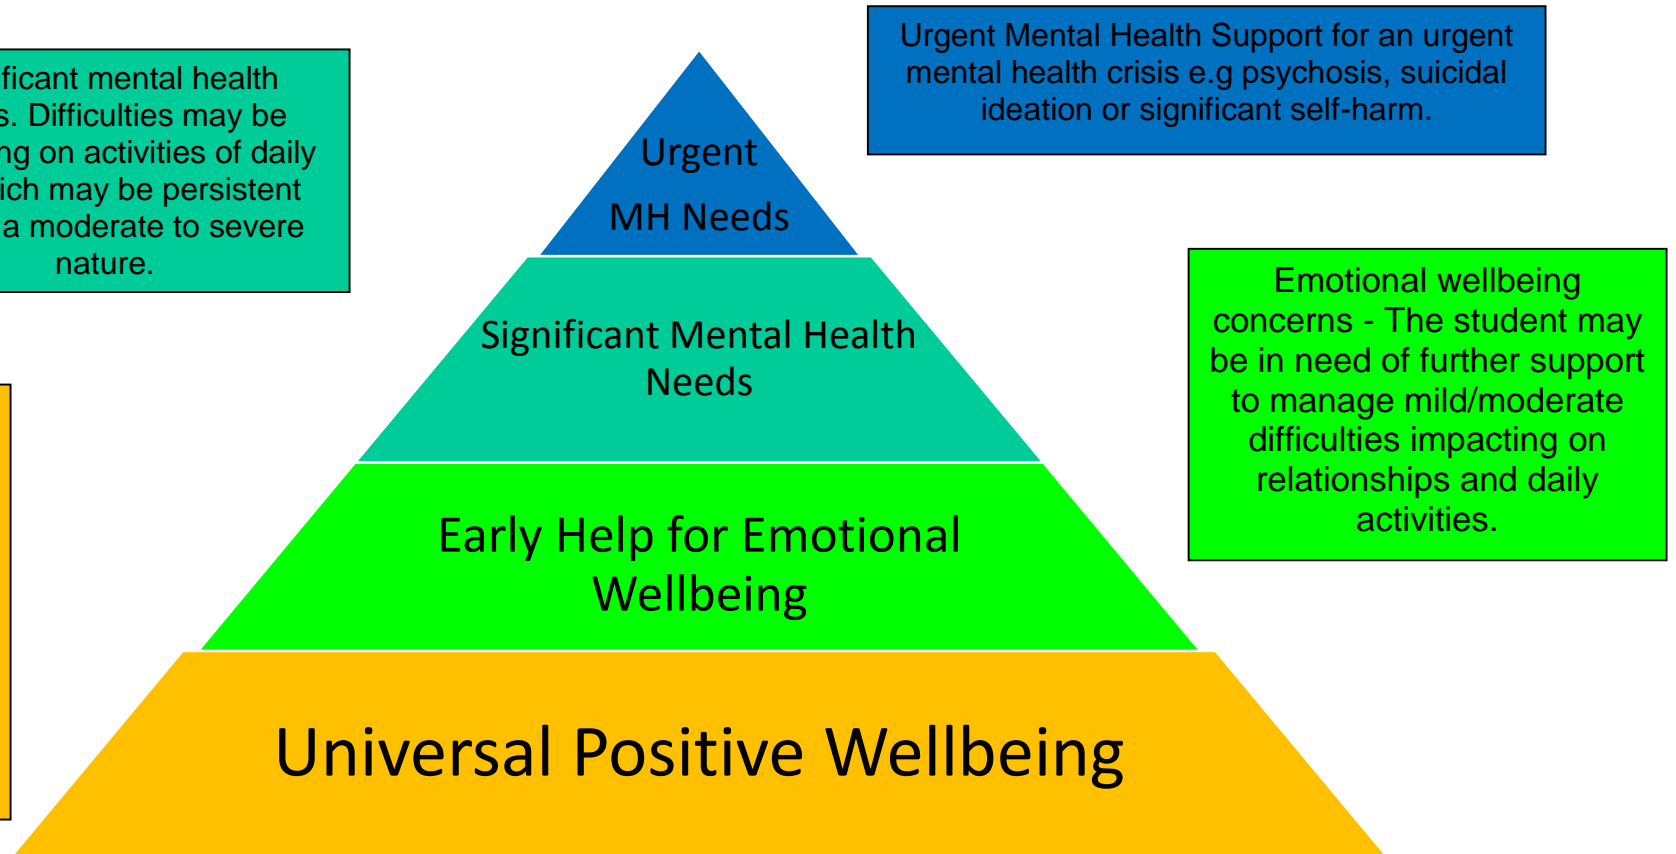 Urgent Mental Health Support for an urgent
mental health crisis e.g psychosis, suicidal
ideation or significant self-harm.
ficant mental health
s. Difficulties may be
ng on activities of daily
ich may be persistent
a moderate to severe
nature.
Urgent
MH Needs
Significant Mental Health
Needs
Emotional wellbeing
concerns - The student may
be in need of further support
to manage mild/moderate
difficulties impacting on
relationships and daily
activities.
Early Help for Emotional
Wellbeing
Universal Positive Wellbeing